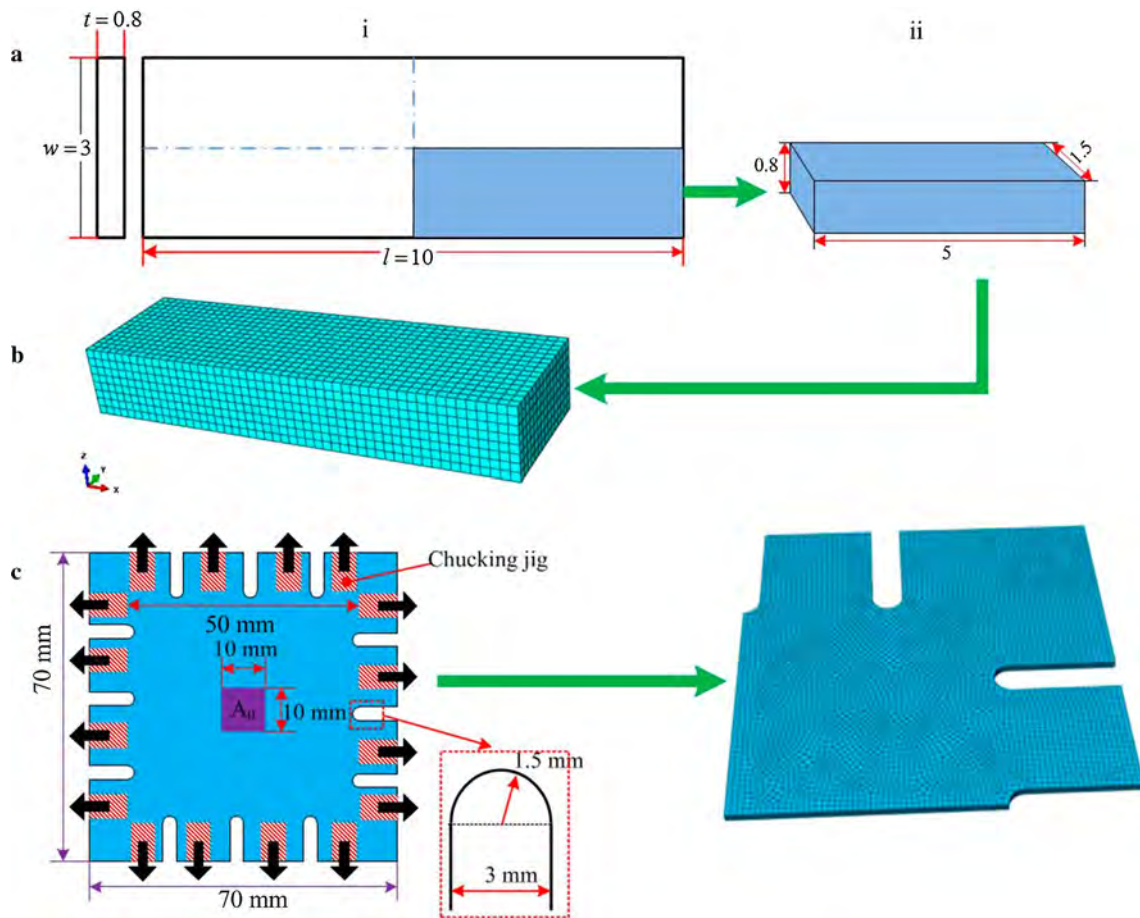 i
ii
a
t = 0.8
w = 3
l = 10
0.8
1.5
5
b
Z
Y
X
c
Chucking jig
50 mm
10 mm
A₀
10 mm
70 mm
70 mm
1.5 mm
3 mm